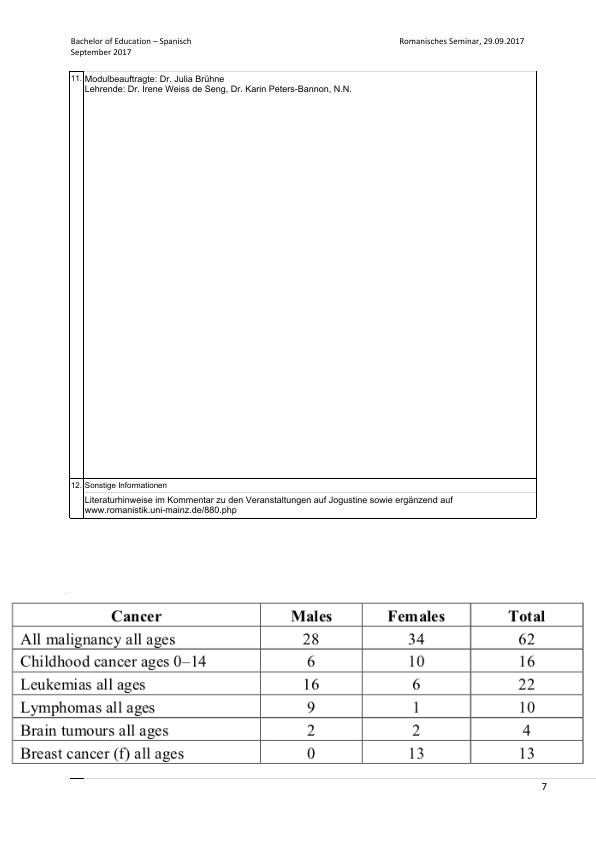 Bachelor of Education – Spanisch Romanisches Seminar, 29.09.2017
September 2017
11. Modulbeauftragte: Dr. Julia Brühne
Lehrende: Dr. Irene Weiss de Seng, Dr. Karin Peters-Bannon, N.N.
12. Sonstige Informationen
Literaturhinweise im Kommentar zu den Veranstaltungen auf Jogustine sowie ergänzend auf
www.romanistik.uni-mainz.de/880.php
Cancer Males Females Total
All malignancy all ages 28 34 62
Childhood cancer ages 0–14 6 10 16
Leukemias all ages 16 6 22
Lymphomas all ages 9 1 10
Brain tumours all ages 2 2 4
Breast cancer (f) all ages 0 13 13
7